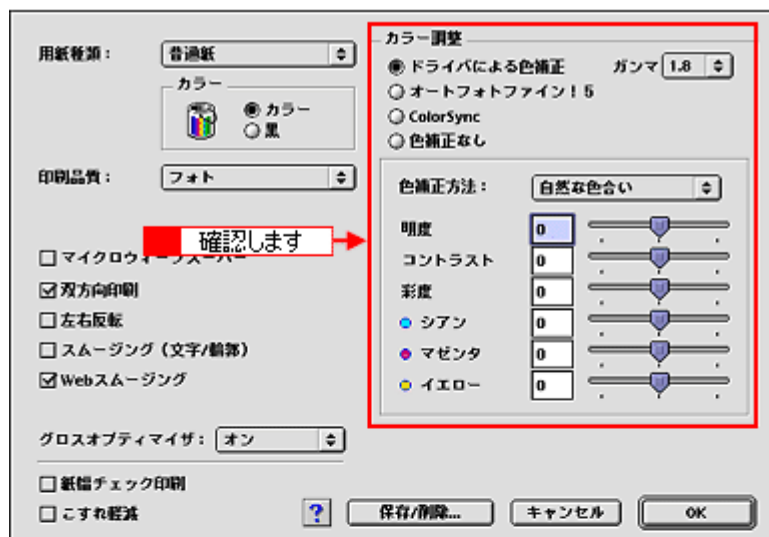 用紙種類：
普通紙
カラー
カラー
黒
印刷品質：
フォト
確認します
マイクロウィーブスーパー
双方向印刷
左右反転
スムージング（文字/輪郭）
Webスムージング
グロスオプティマイザ：
オン
紙幅チェック印刷
こすれ軽減
カラー調整
ドライバによる色補正
ガンマ
1.8
オートフォトファイン！5
ColorSync
色補正なし
色補正方法：
自然な色合い
明度
0
コントラスト
0
彩度
0
シアン
0
マゼンタ
0
イエロー
0
?
保存/削除...
キャンセル
OK